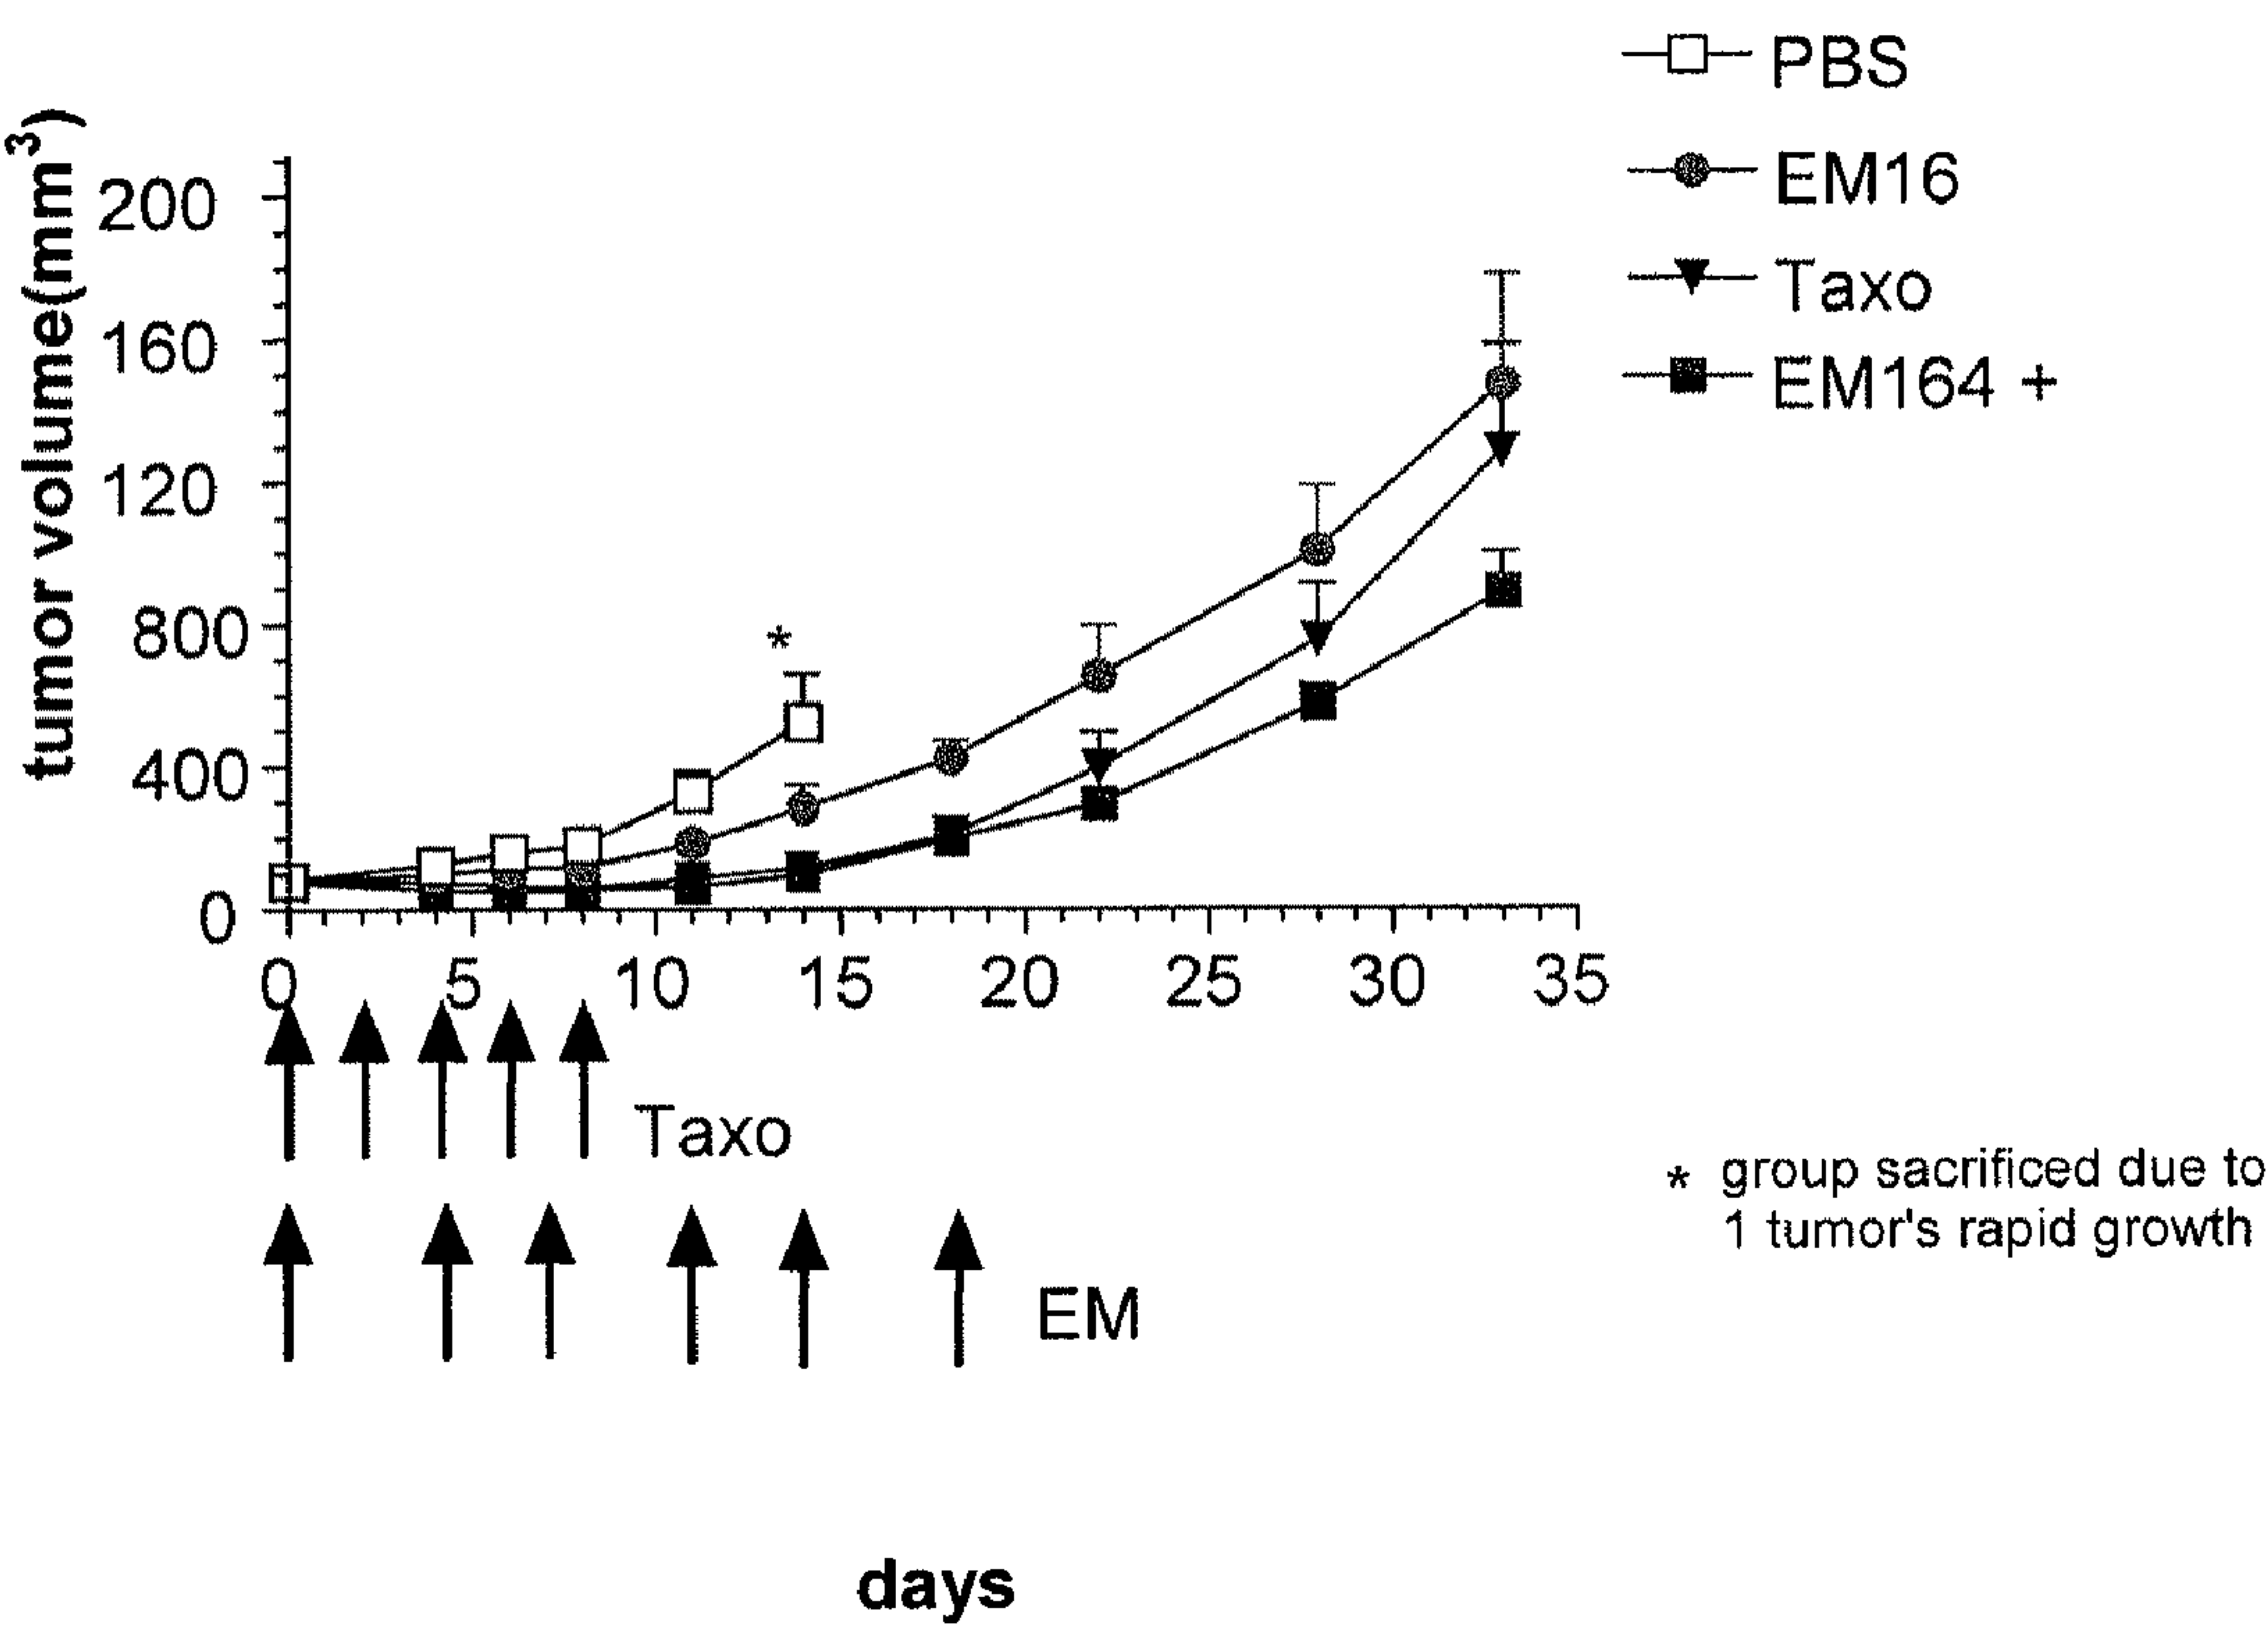 PBS
EM16
Taxo
EM164 +
tumor volume(mm³)
200
160
120
800
400
0
*
0 5 10 15 20 25 30 35
Taxo
EM
* group sacrificed due to
1 tumor's rapid growth
days